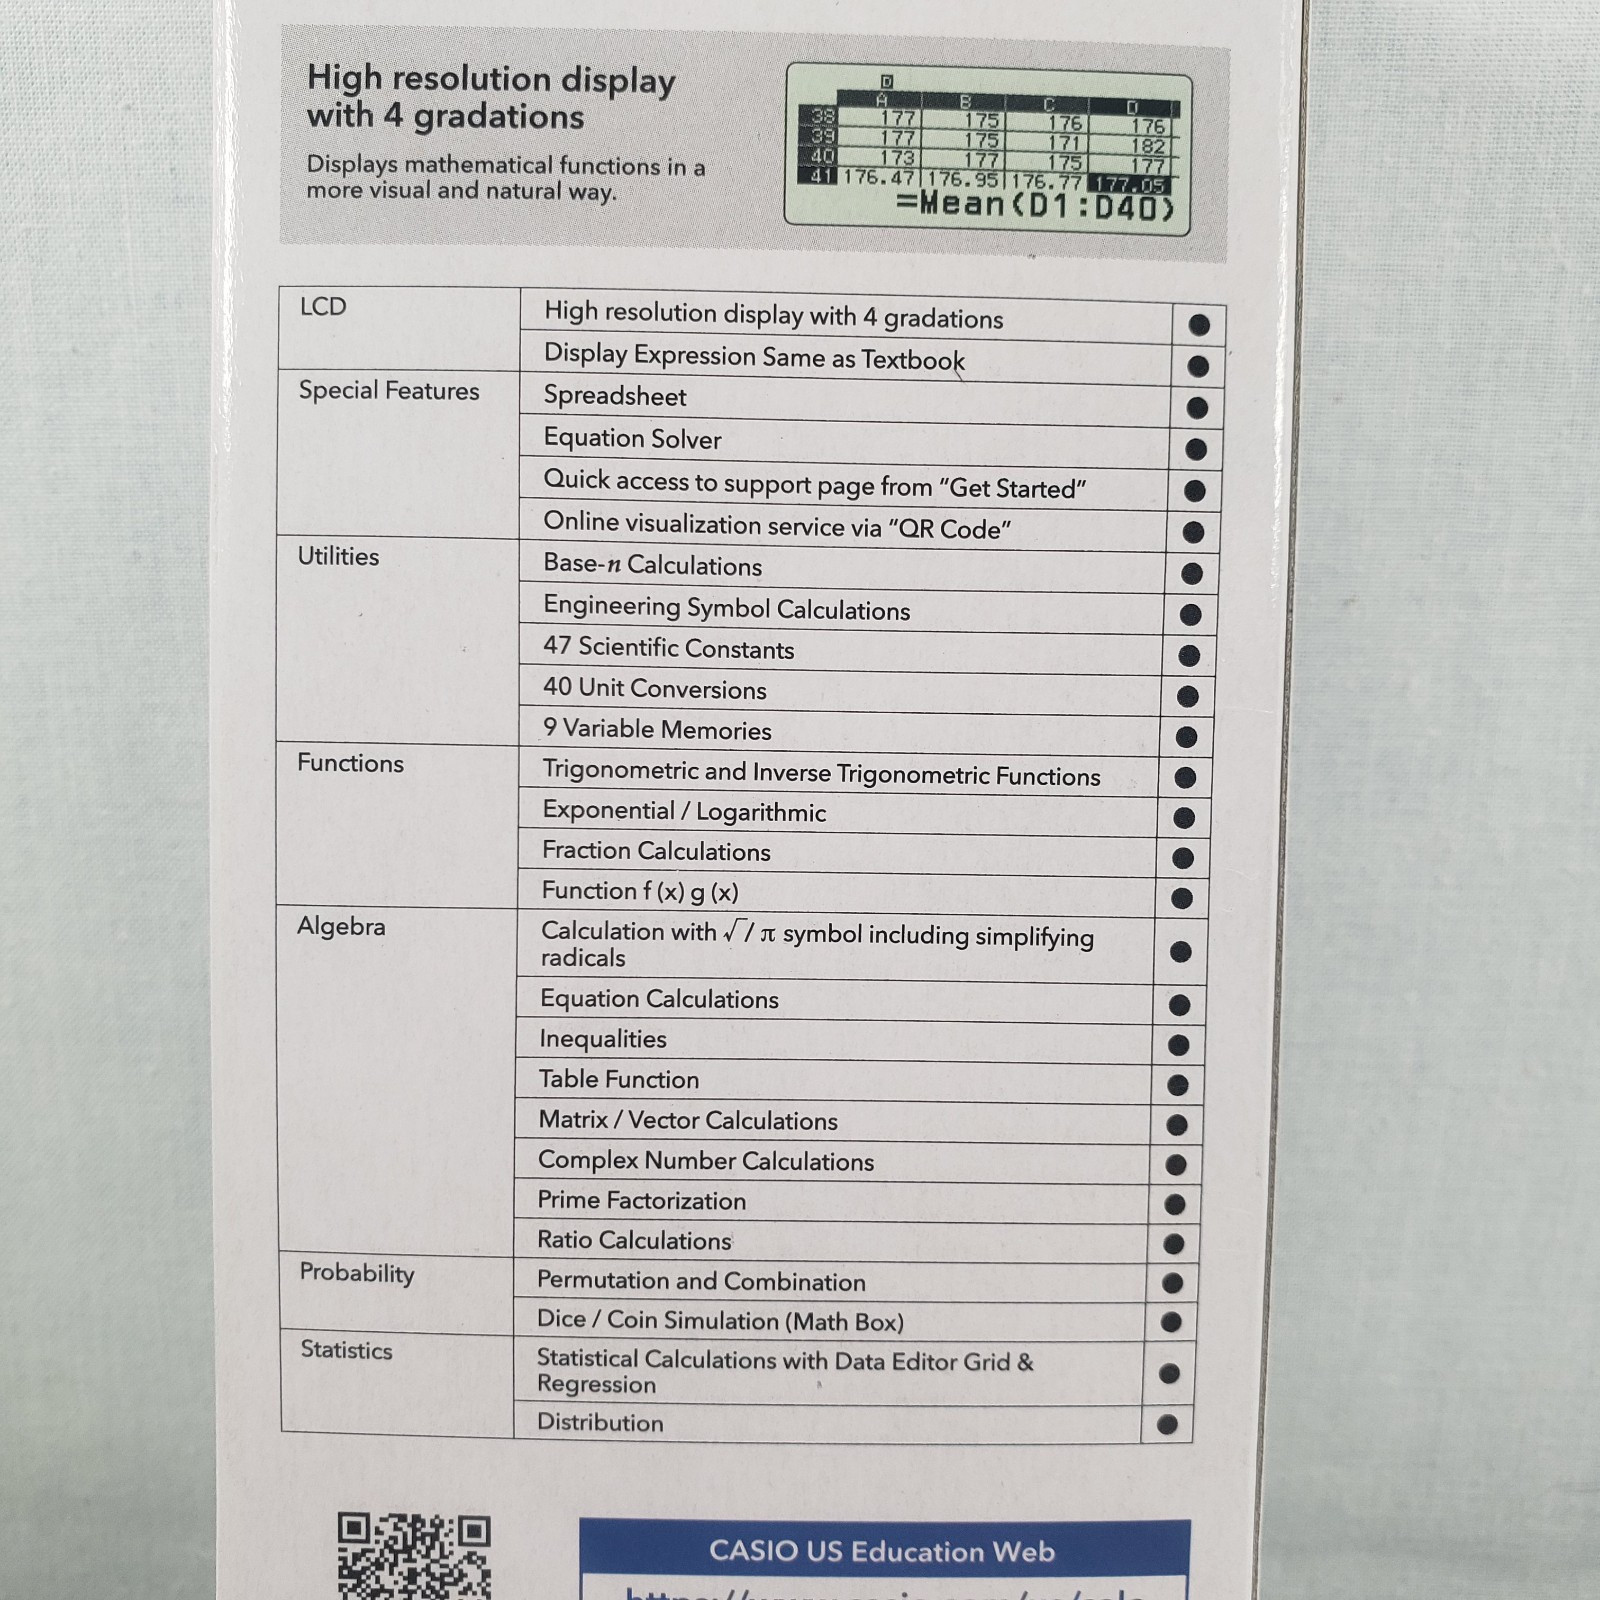 High resolution display
with 4 gradations
Displays mathematical functions in a
more visual and natural way.
D
A B C D
38 177 175 176 176
39 177 175 171 182
40 173 177 175 177
41 176.47 176.95 176.77 177.05
=Mean(D1:D40)
LCD
High resolution display with 4 gradations
Display Expression Same as Textbook
Special Features
Spreadsheet
Equation Solver
Quick access to support page from “Get Started”
Online visualization service via “QR Code”
Utilities
Base-n Calculations
Engineering Symbol Calculations
47 Scientific Constants
40 Unit Conversions
9 Variable Memories
Functions
Trigonometric and Inverse Trigonometric Functions
Exponential / Logarithmic
Fraction Calculations
Function f (x) g (x)
Algebra
Calculation with √ / π symbol including simplifying
radicals
Equation Calculations
Inequalities
Table Function
Matrix / Vector Calculations
Complex Number Calculations
Prime Factorization
Ratio Calculations
Probability
Permutation and Combination
Dice / Coin Simulation (Math Box)
Statistics
Statistical Calculations with Data Editor Grid &
Regression
Distribution
CASIO US Education Web